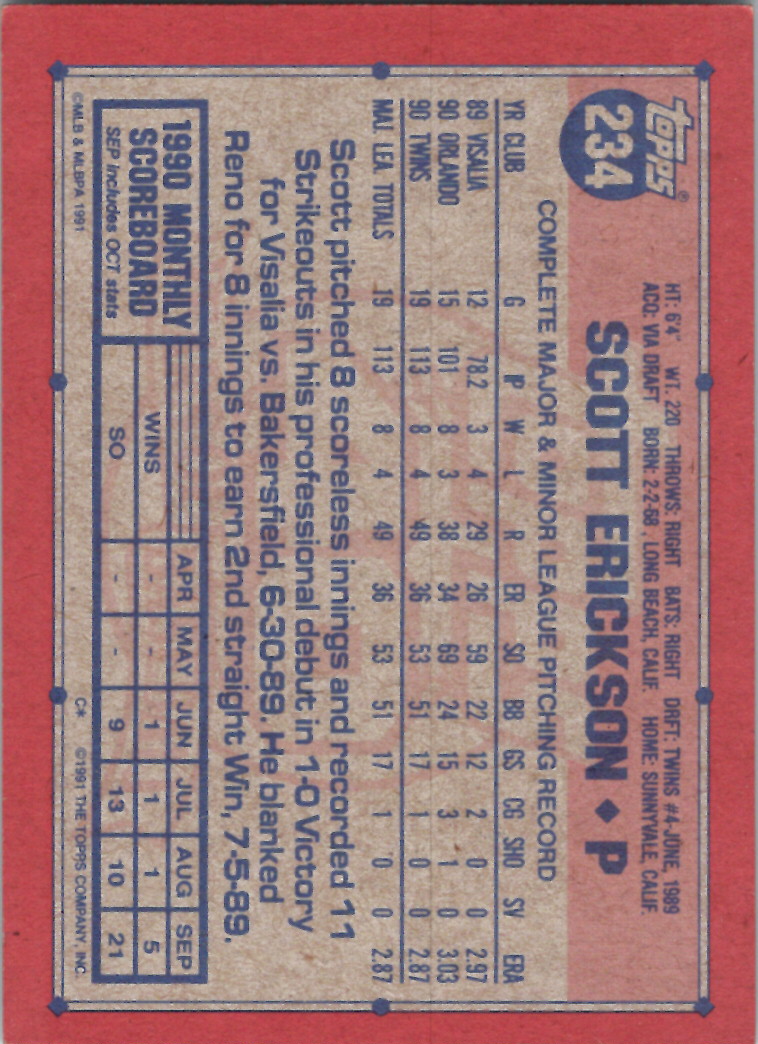 TOPPS®
234
HT: 6'4" WT: 220 THROWS: RIGHT BATS: RIGHT DRFT: TWINS #4-JUNE, 1989
ACQ: VIA DRAFT BORN: 2-2-68, LONG BEACH, CALIF. HOME: SUNNYVALE, CALIF.
SCOTT ERICKSON ♦ P
COMPLETE MAJOR & MINOR LEAGUE PITCHING RECORD
YR CLUB G IP W L R ER SO BB GS CG SHO SV ERA
89 VISALIA 12 78.2 3 4 29 26 59 22 12 2 0 0 2.97
90 ORLANDO 15 101 8 3 38 34 69 24 15 3 1 0 3.03
90 TWINS 19 113 8 4 49 36 53 51 17 1 0 0 2.87
MAJ. LEA. TOTALS 19 113 8 4 49 36 53 51 17 1 0 0 2.87
Scott pitched 8 scoreless innings and recorded 11
Strikeouts in his professional debut in 1-0 Victory
for Visalia vs. Bakersfield, 6-30-89. He blanked
Reno for 8 innings to earn 2nd straight Win, 7-5-89.
1990 MONTHLY
SCOREBOARD
SEP includes OCT stats
APR MAY JUN JUL AUG SEP
WINS - - 1 1 1 5
SO - - 9 13 10 21
©MLB & MLBPA 1991 C* ©1991 THE TOPPS COMPANY, INC.